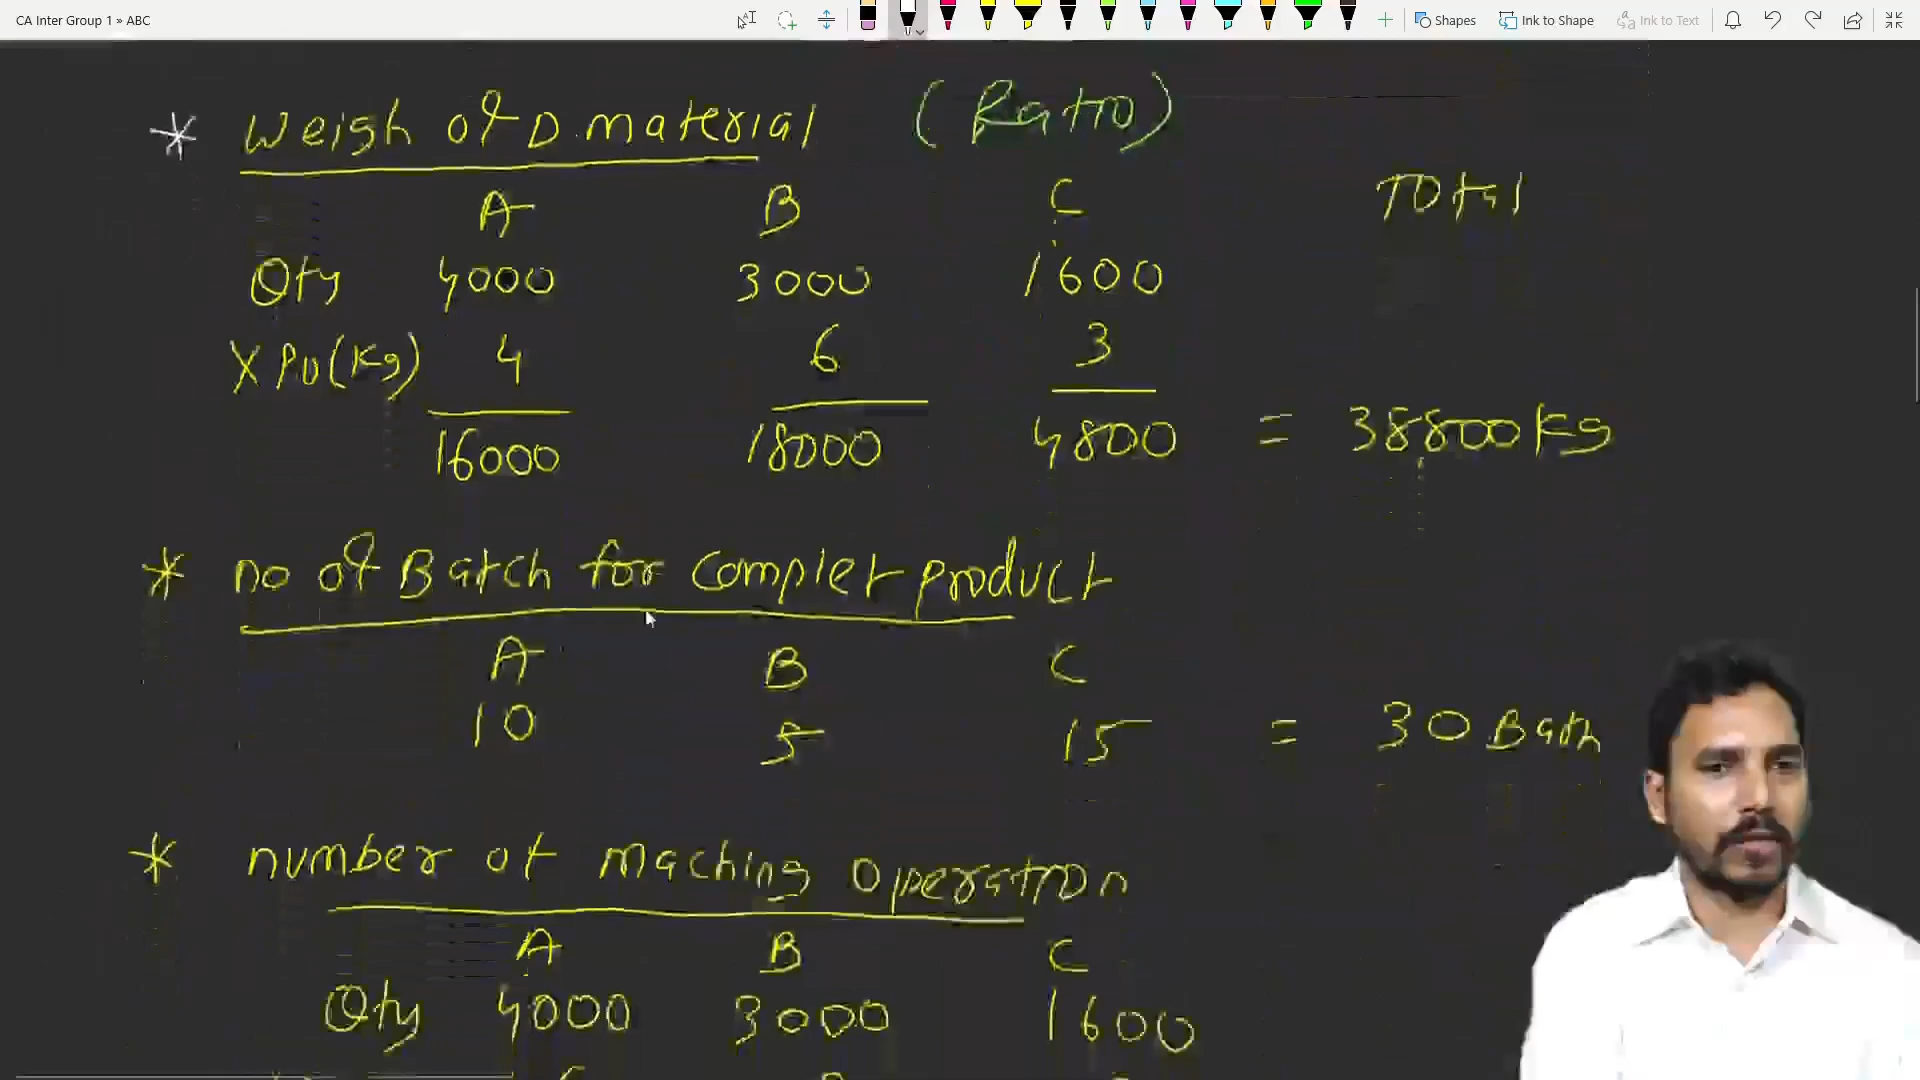 CA Inter Group 1 » ABC
Shapes Ink to Shape Ink to Text
* Weigh of D.material (Ratio)
A B C Total
Qty 4000 3000 1600
X PU(Kg) 4 6 3
16000 18000 4800 = 38800 Kg
* no of Batch for Complet product
A B C
10 5 15 = 30 Bath
* number of maching Operation
A B C
Qty 4000 3000 1600